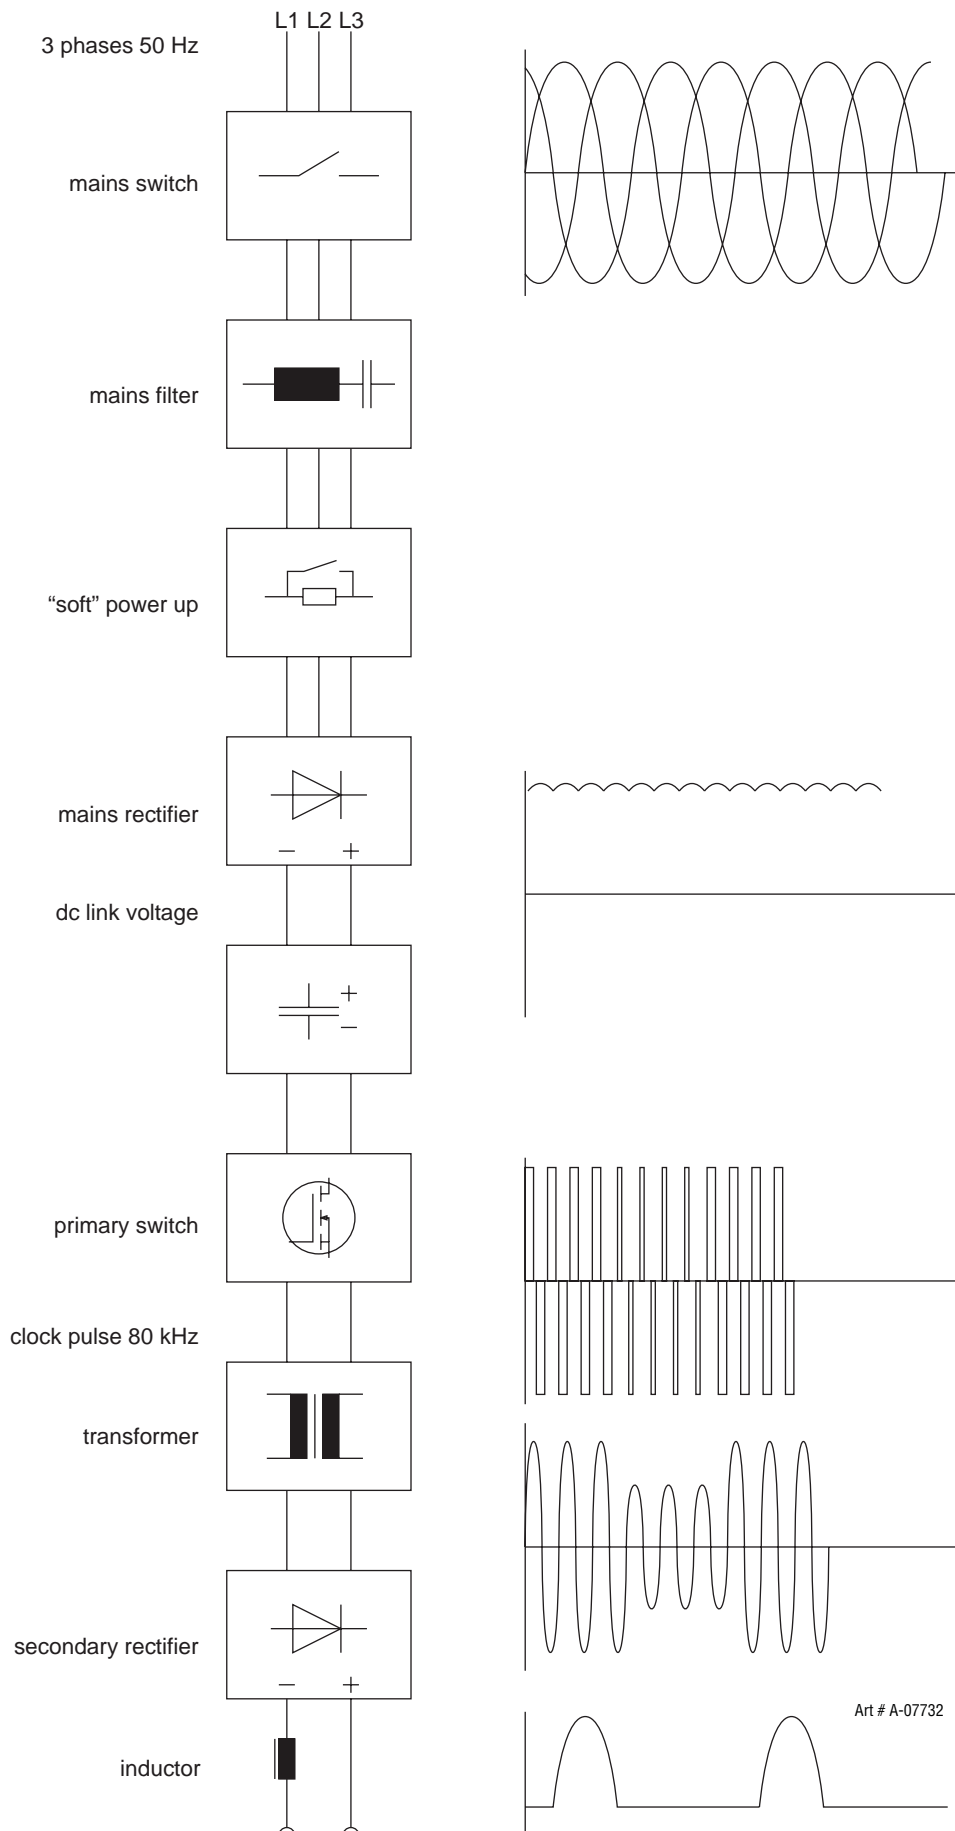 L1 L2 L3
3 phases 50 Hz
mains switch
mains filter
“soft” power up
mains rectifier
− +
dc link voltage
+
−
primary switch
clock pulse 80 kHz
transformer
secondary rectifier
− +
Art # A-07732
inductor